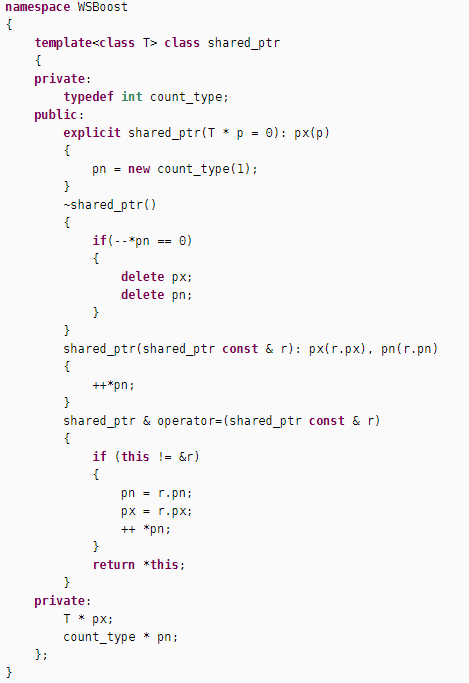 namespace WSBoost
{
    template<class T> class shared_ptr
    {
    private:
        typedef int count_type;
    public:
        explicit shared_ptr(T * p = 0): px(p)
        {
            pn = new count_type(1);
        }
        ~shared_ptr()
        {
            if(--*pn == 0)
            {
                delete px;
                delete pn;
            }
        }
        shared_ptr(shared_ptr const & r): px(r.px), pn(r.pn)
        {
            ++*pn;
        }
        shared_ptr & operator=(shared_ptr const & r)
        {
            if (this != &r)
            {
                pn = r.pn;
                px = r.px;
                ++ *pn;
            }
            return *this;
        }
    private:
        T * px;
        count_type * pn;
    };
}